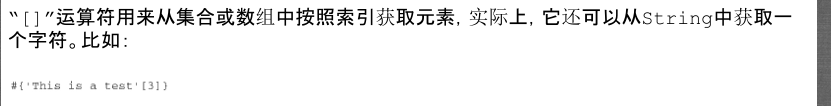 “[]”运算符用来从集合或数组中按照索引获取元素，实际上，它还可以从String中获取一
个字符。比如：
#{'This is a test'[3]}